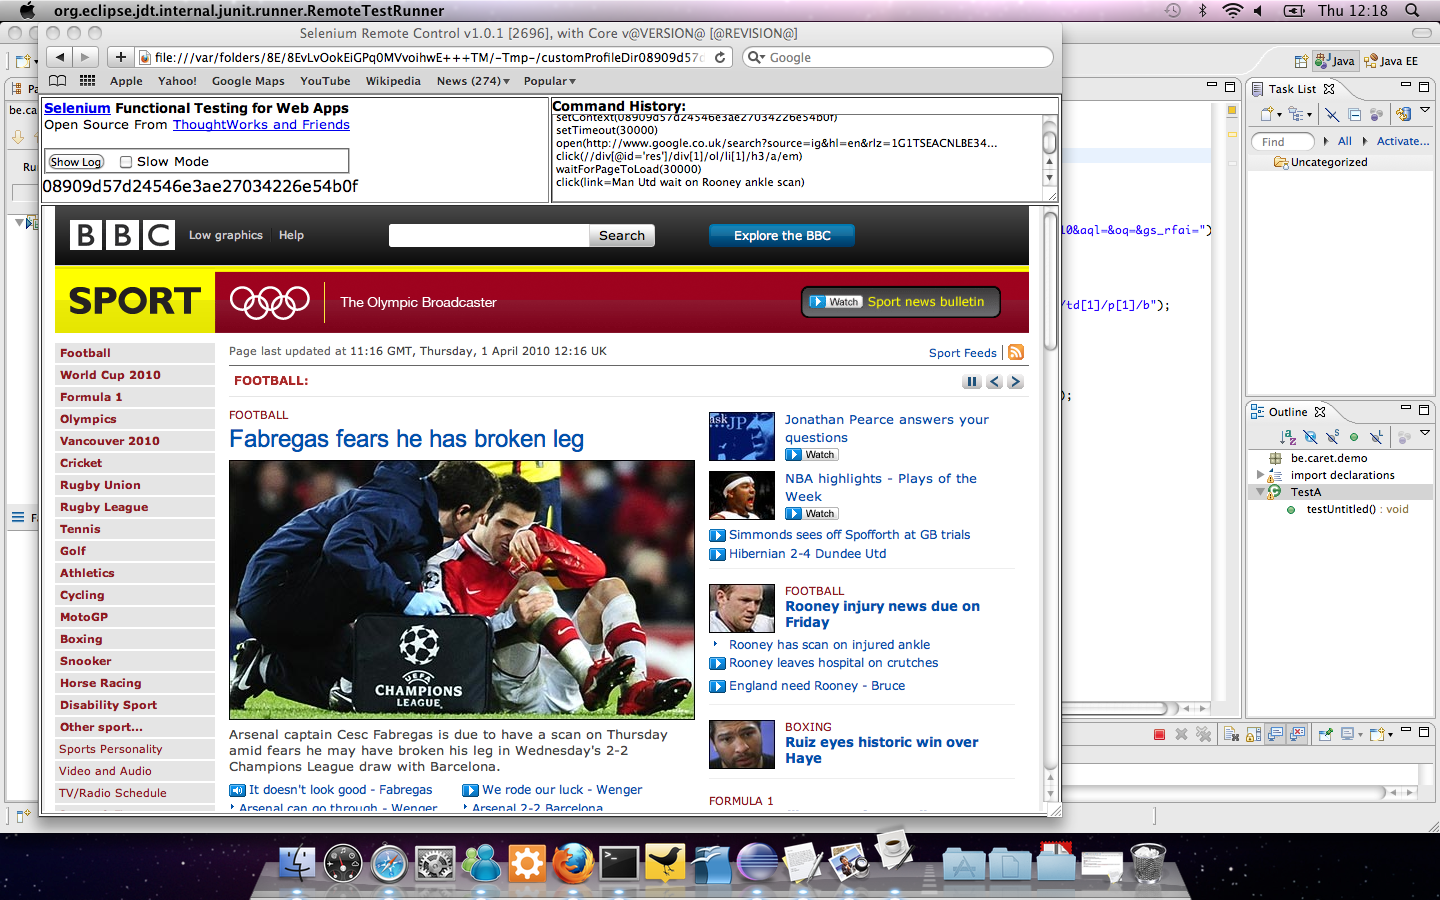 org.eclipse.jdt.internal.junit.runner.RemoteTestRunner
Thu 12:18
Selenium Remote Control v1.0.1 [2696], with Core v@VERSION@ [@REVISION@]
file:///var/folders/8E/8EvLvOokEiGPq0MVvoihwE+++TM/-Tmp-/customProfileDir08909d57d
Google
Apple Yahoo! Google Maps YouTube Wikipedia News (274) Popular
Selenium Functional Testing for Web Apps
Open Source From ThoughtWorks and Friends
Show Log Slow Mode
08909d57d24546e3ae27034226e54b0f
Command History:
setContext(08909d57d24546e3ae27034226e54b0f)
setTimeout(30000)
open(http://www.google.co.uk/search?source=ig&hl=en&rlz=1G1TSEACNLBE34...
click(//div[@id='res']/div[1]/ol/li[1]/h3/a/em)
waitForPageToLoad(30000)
click(link=Man Utd wait on Rooney ankle scan)
BBC
Low graphics Help
Search
Explore the BBC
SPORT
The Olympic Broadcaster
Watch Sport news bulletin
Football
World Cup 2010
Formula 1
Olympics
Vancouver 2010
Cricket
Rugby Union
Rugby League
Tennis
Golf
Athletics
Cycling
MotoGP
Boxing
Snooker
Horse Racing
Disability Sport
Other sport...
Sports Personality
Video and Audio
TV/Radio Schedule
Page last updated at 11:16 GMT, Thursday, 1 April 2010 12:16 UK
Sport Feeds
FOOTBALL:
FOOTBALL
Fabregas fears he has broken leg
UEFA
CHAMPIONS
LEAGUE
Arsenal captain Cesc Fabregas is due to have a scan on Thursday
amid fears he may have broken his leg in Wednesday's 2-2
Champions League draw with Barcelona.
It doesn't look good - Fabregas
We rode our luck - Wenger
Arsenal can go through - Wenger
Arsenal 2-2 Barcelona
ask JP
Jonathan Pearce answers your
questions
Watch
NBA highlights - Plays of the
Week
Watch
Simmonds sees off Spofforth at GB trials
Hibernian 2-4 Dundee Utd
FOOTBALL
Rooney injury news due on
Friday
Rooney has scan on injured ankle
Rooney leaves hospital on crutches
England need Rooney - Bruce
BOXING
Ruiz eyes historic win over
Haye
FORMULA 1
Pa
be.ca
Ru
F
10&aql=&oq=&gs_rfai=")
/td[1]/p[1]/b");
);
Java Java EE
Task List
Find All Activate...
Uncategorized
Outline
be.caret.demo
import declarations
TestA
testUntitled() : void